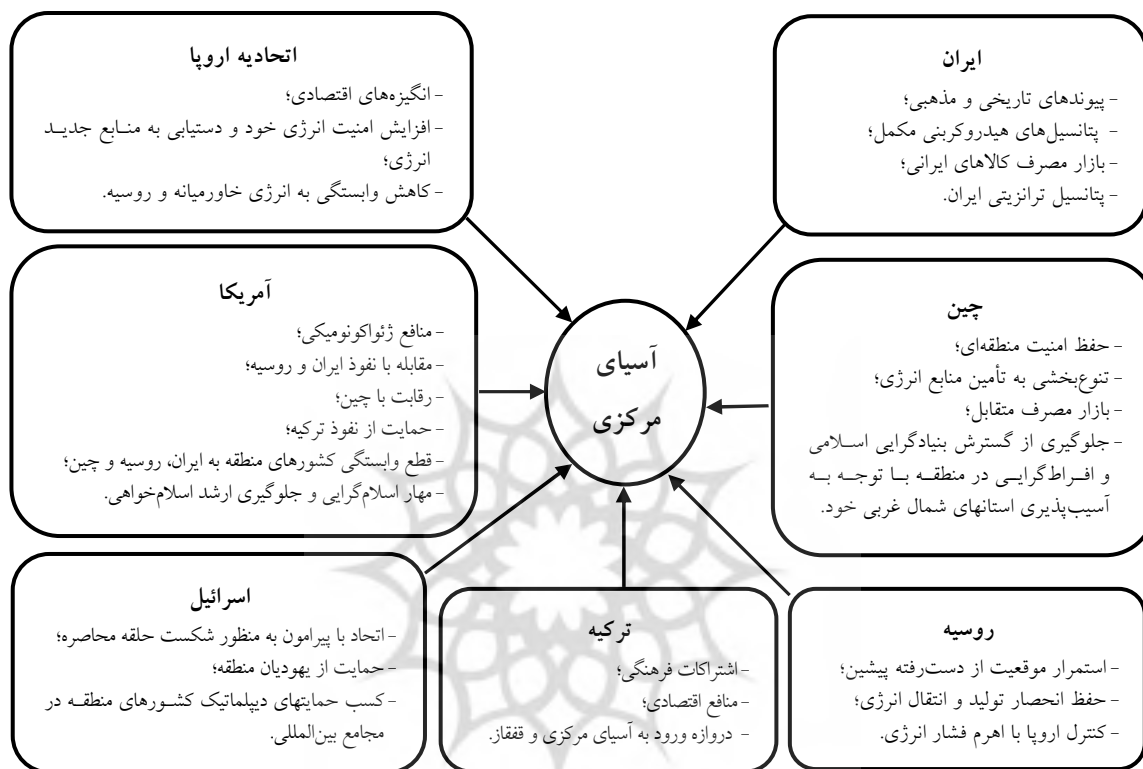 ایران
- پیوندهای تاریخی و مذهبی؛
- پتانسیل‌های هیدروکربنی مکمل؛
- بازار مصرف کالاهای ایرانی؛
- پتانسیل ترانزیتی ایران.
اتحادیه اروپا
- انگیزه‌های اقتصادی؛
- افزایش امنیت انرژی خود و دستیابی به منابع جدید
انرژی؛
- کاهش وابستگی به انرژی خاورمیانه و روسیه.
چین
- حفظ امنیت منطقه‌ای؛
- تنوع‌بخشی به تأمین منابع انرژی؛
- بازار مصرف متقابل؛
- جلوگیری از گسترش بنیادگرایی اسلامی
و افراط‌گرایی در منطقه با توجه به
آسیب‌پذیری استانهای شمال غربی خود.
آسیای
مرکزی
آمریکا
- منافع ژئواکونومیکی؛
- مقابله با نفوذ ایران و روسیه؛
- رقابت با چین؛
- حمایت از نفوذ ترکیه؛
- قطع وابستگی کشورهای منطقه به ایران، روسیه و چین؛
- مهار اسلام‌گرایی و جلوگیری ارشد اسلام‌خواهی.
روسیه
- استمرار موقعیت از دست‌رفته پیشین؛
- حفظ انحصار تولید و انتقال انرژی؛
- کنترل اروپا با اهرم فشار انرژی.
ترکیه
- اشتراکات فرهنگی؛
- منافع اقتصادی؛
- دروازه ورود به آسیای مرکزی و قفقاز.
اسرائیل
- اتحاد با پیرامون به منظور شکست حلقه محاصره؛
- حمایت از یهودیان منطقه؛
- کسب حمایتهای دیپلماتیک کشورهای منطقه در
مجامع بین‌المللی.